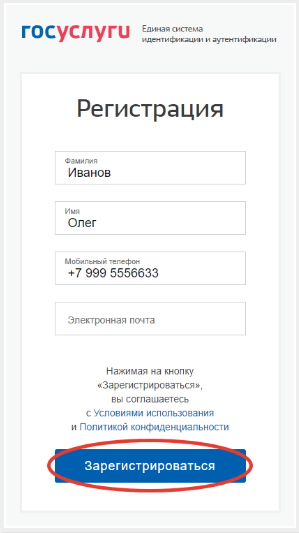 госуслуги
Единая система
идентификации и аутентификации
Регистрация
Фамилия
Иванов
Имя
Олег
Мобильный телефон
+7 999 5556633
Электронная почта
Нажимая на кнопку
«Зарегистрироваться»,
вы соглашаетесь
с Условиями использования
и Политикой конфиденциальности
Зарегистрироваться